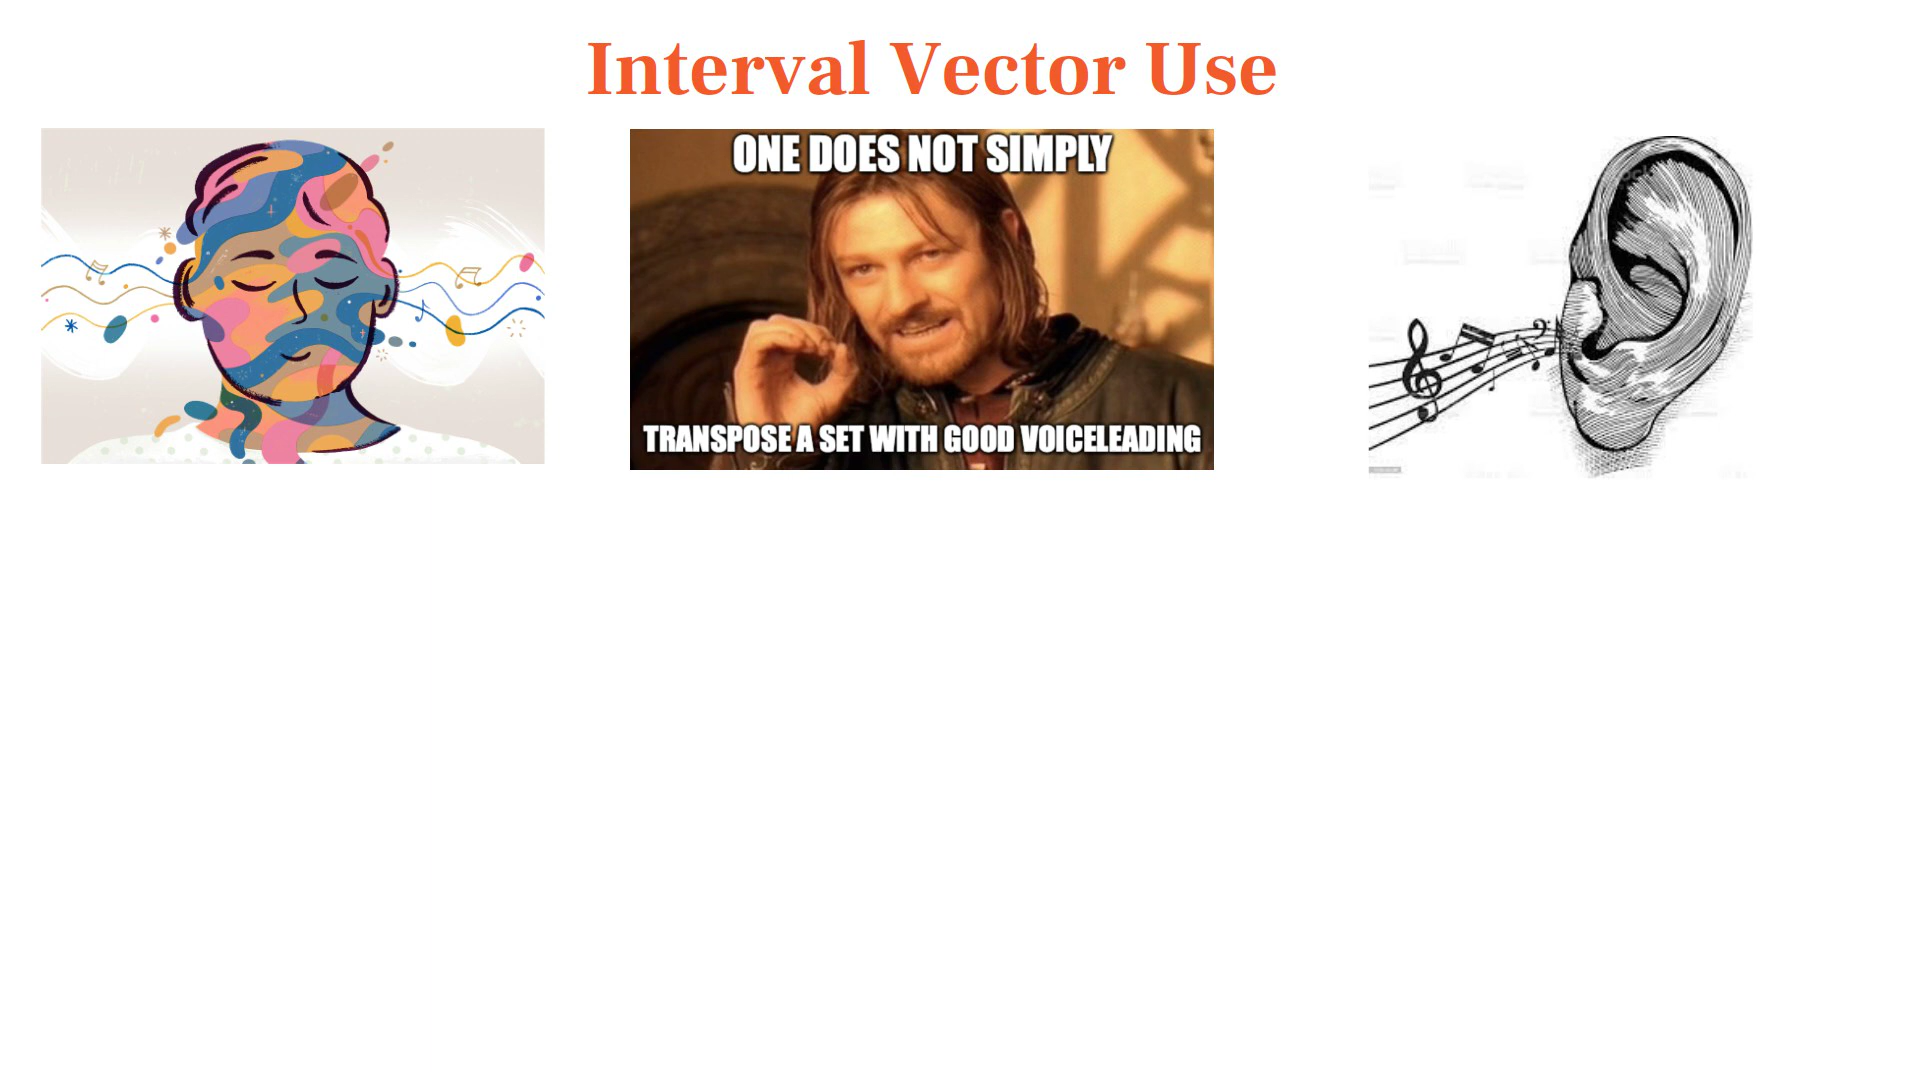 Interval Vector Use
ONE DOES NOT SIMPLY
TRANSPOSE A SET WITH GOOD VOICELEADING